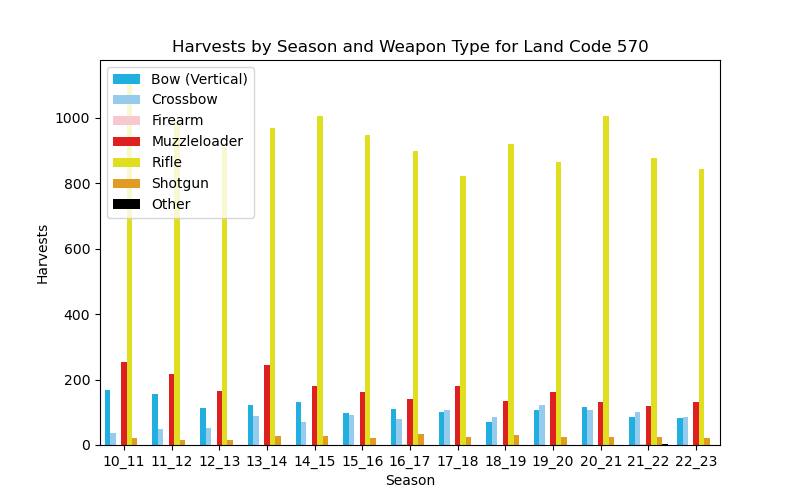 Harvests by Season and Weapon Type for Land Code 570
Bow (Vertical)
Crossbow
Firearm
Muzzleloader
Rifle
Shotgun
Other
1000
800
600
400
200
0
Harvests
10_11 11_12 12_13 13_14 14_15 15_16 16_17 17_18 18_19 19_20 20_21 21_22 22_23
Season